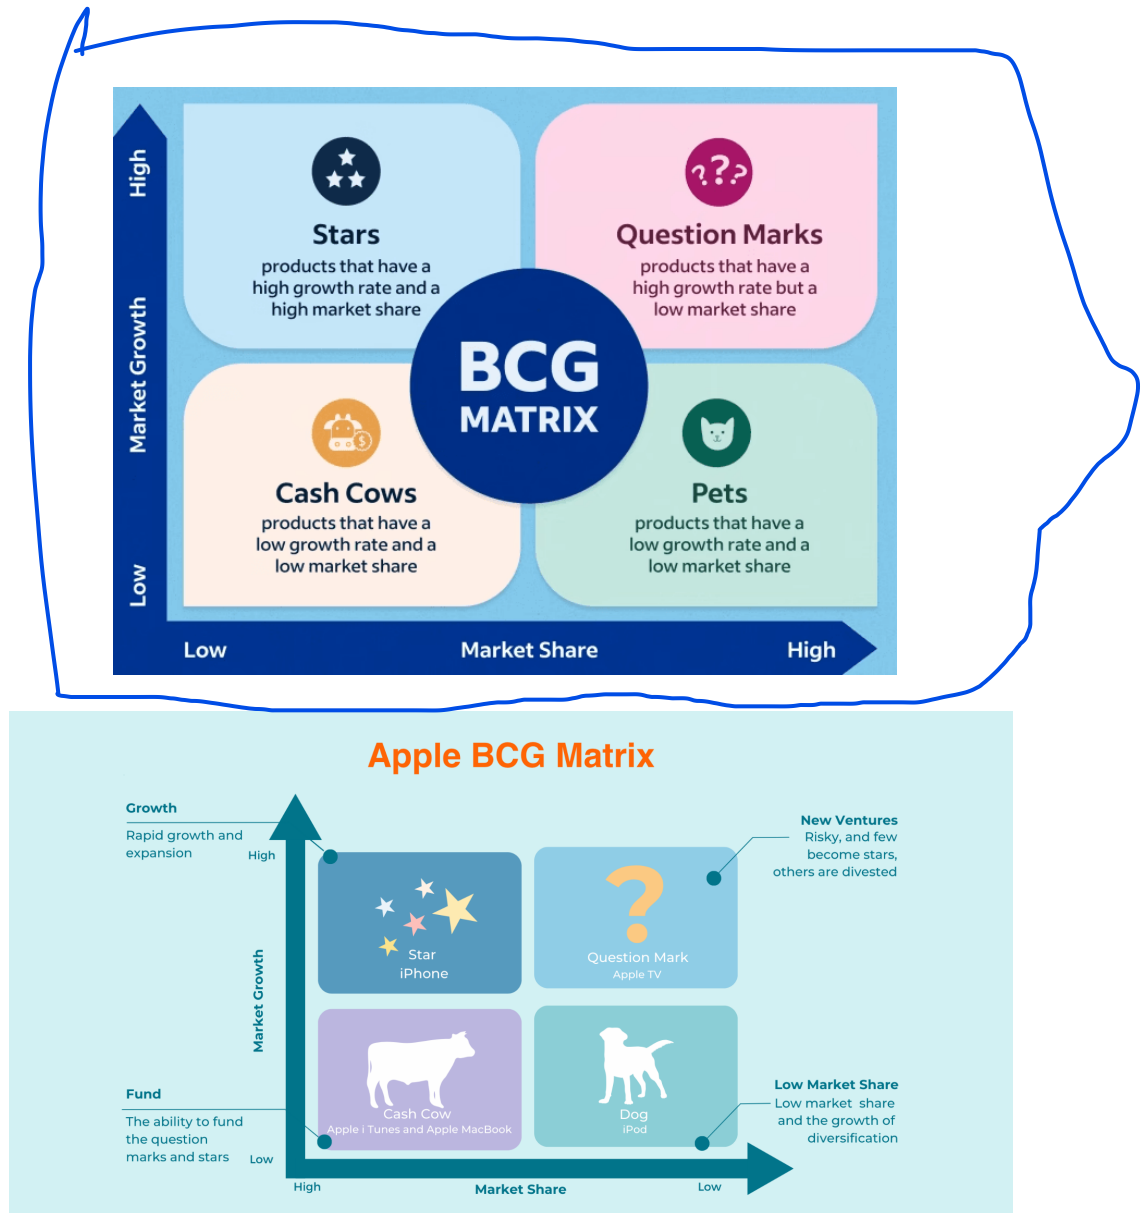 High
Market Growth
Low
Stars
products that have a
high growth rate and a
high market share
Question Marks
products that have a
high growth rate but a
low market share
BCG
MATRIX
Cash Cows
products that have a
low growth rate and a
low market share
Pets
products that have a
low growth rate and a
low market share
Low
Market Share
High
Apple BCG Matrix
Growth
Rapid growth and
expansion
High
New Ventures
Risky, and few
become stars,
others are divested
Star
iPhone
Question Mark
Apple TV
Market Growth
Fund
The ability to fund
the question
marks and stars
Low
Cash Cow
Apple i Tunes and Apple MacBook
Dog
iPod
Low Market Share
Low market share
and the growth of
diversification
High
Market Share
Low